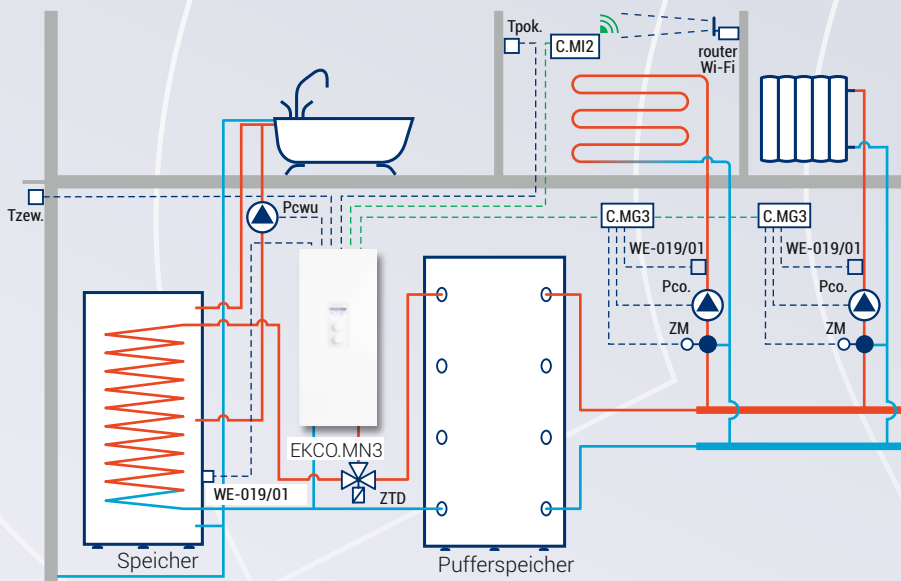 Tpok.
C.MI2
router
Wi-Fi
Tzew.
Pcwu
C.MG3
C.MG3
WE-019/01
WE-019/01
Pco.
Pco.
ZM
ZM
EKCO.MN3
WE-019/01
ZTD
Speicher
Pufferspeicher